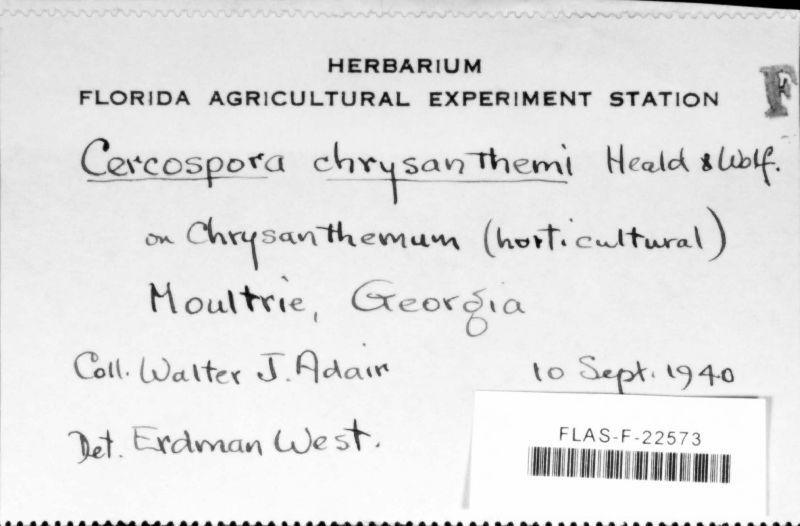 HERBARIUM
F
FLORIDA AGRICULTURAL EXPERIMENT STATION
Cercospora chrysanthemi Heald & Wolf.
on Chrysanthemum (horticultural)
Moultrie, Georgia
Coll. Walter J. Adair 10 Sept. 1940
Det. Erdman West.
FLAS-F-22573